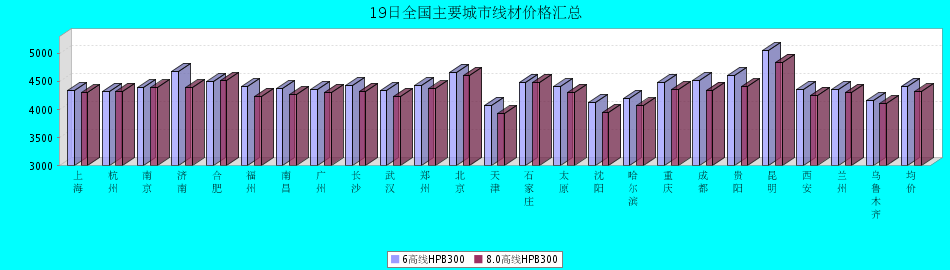 19日全国主要城市线材价格汇总
5000
4500
4000
3500
3000
上海
杭州
南京
济南
合肥
福州
南昌
广州
长沙
武汉
郑州
北京
天津
石家庄
太原
沈阳
哈尔滨
重庆
成都
贵阳
昆明
西安
兰州
乌鲁木齐
均价
6高线HPB300
8.0高线HPB300